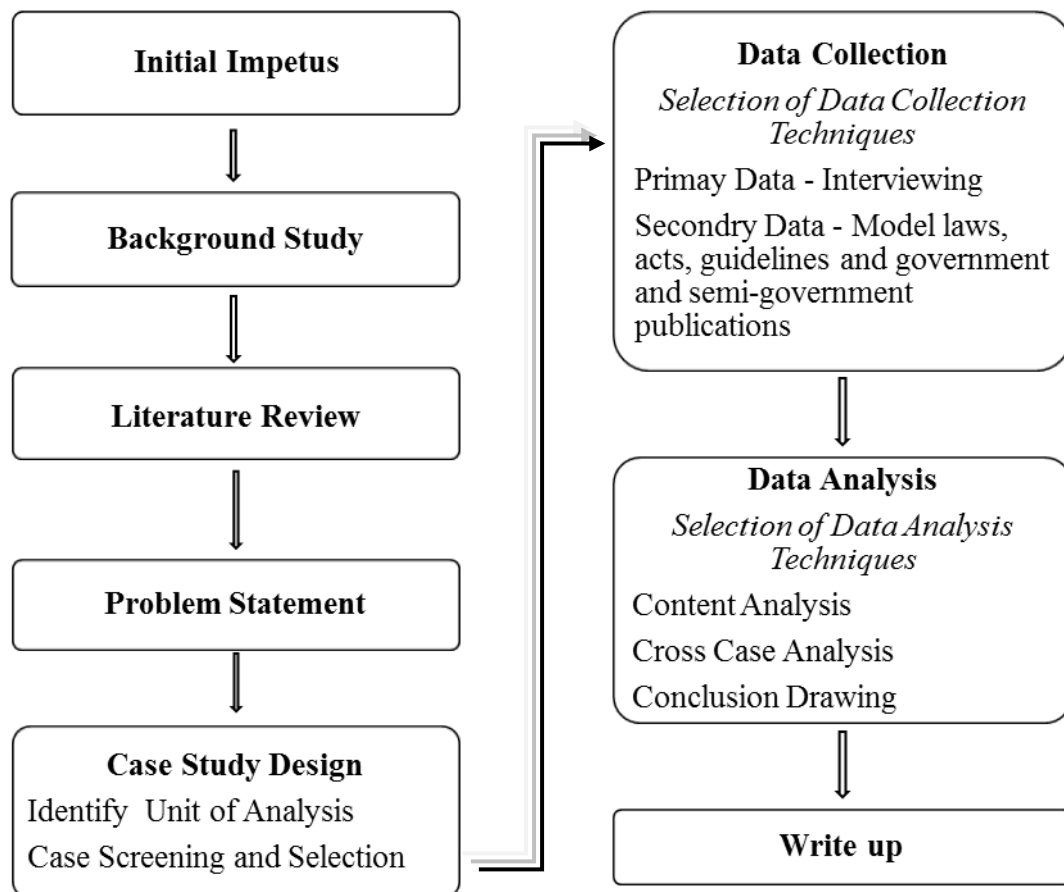 Initial Impetus
Background Study
Literature Review
Problem Statement
Case Study Design
Identify Unit of Analysis
Case Screening and Selection
Data Collection
Selection of Data Collection
Techniques
Primay Data - Interviewing
Secondry Data - Model laws,
acts, guidelines and government
and semi-government
publications
Data Analysis
Selection of Data Analysis
Techniques
Content Analysis
Cross Case Analysis
Conclusion Drawing
Write up